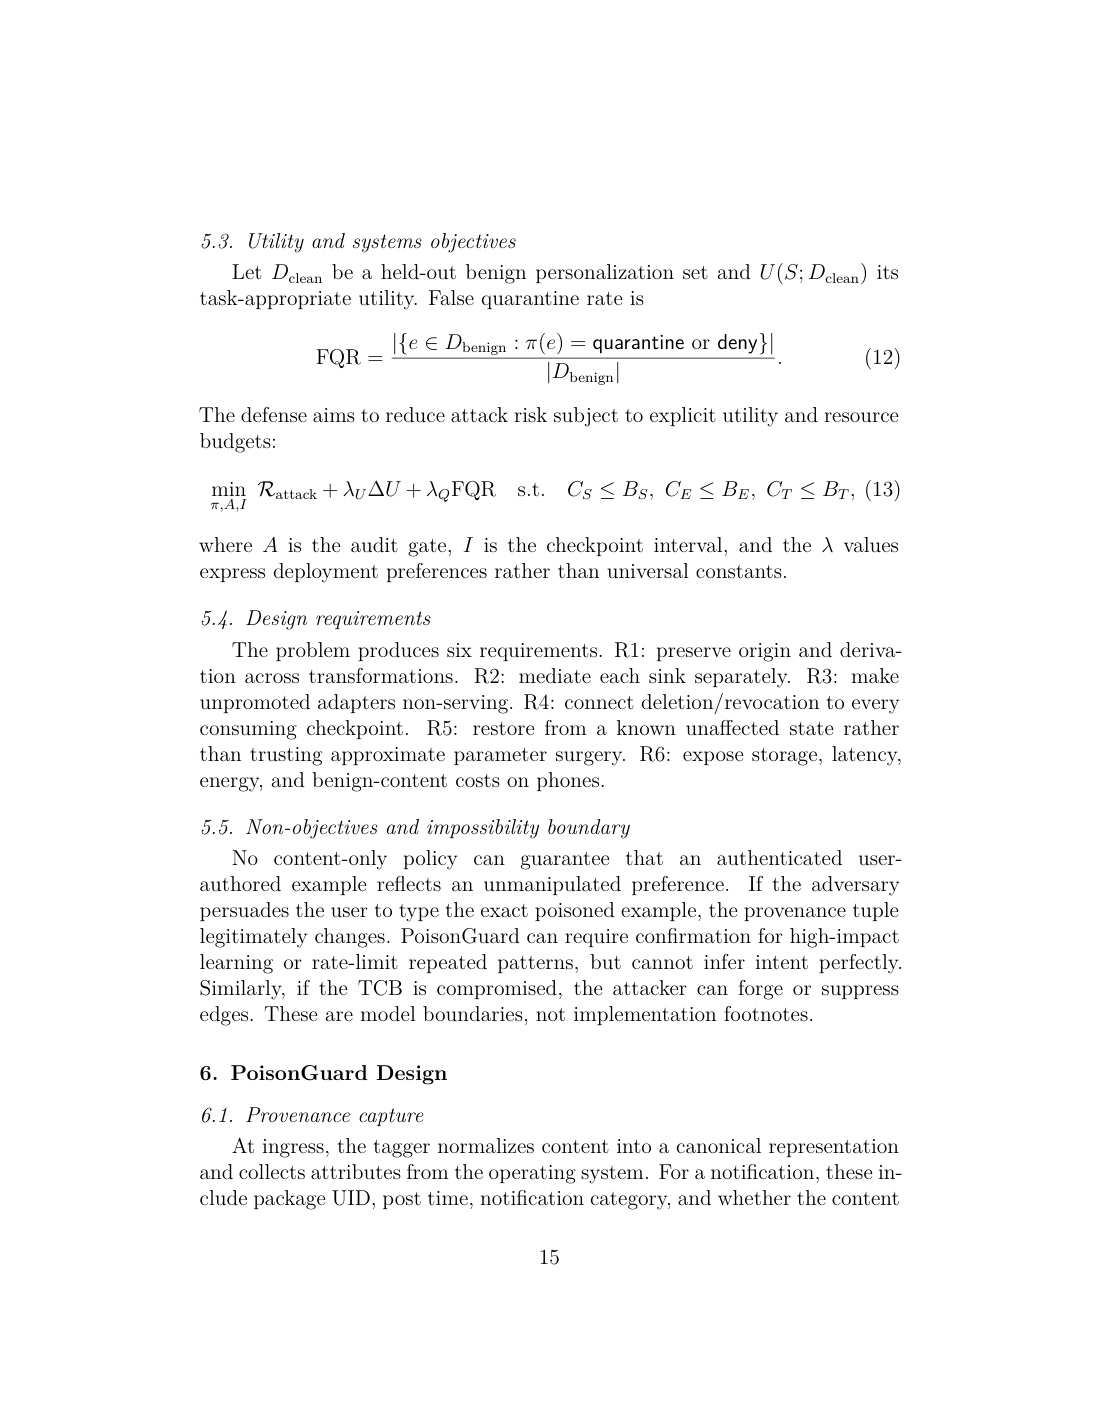 5.3. Utility and systems objectives
Let D_clean be a held-out benign personalization set and U(S; D_clean) its
task-appropriate utility. False quarantine rate is
FQR = |{e ∈ D_benign : π(e) = quarantine or deny}| / |D_benign| . (12)
The defense aims to reduce attack risk subject to explicit utility and resource
budgets:
min_{π,A,I} R_attack + λ_U ΔU + λ_Q FQR s.t. C_S ≤ B_S, C_E ≤ B_E, C_T ≤ B_T, (13)
where A is the audit gate, I is the checkpoint interval, and the λ values
express deployment preferences rather than universal constants.
5.4. Design requirements
The problem produces six requirements. R1: preserve origin and deriva-
tion across transformations. R2: mediate each sink separately. R3: make
unpromoted adapters non-serving. R4: connect deletion/revocation to every
consuming checkpoint. R5: restore from a known unaffected state rather
than trusting approximate parameter surgery. R6: expose storage, latency,
energy, and benign-content costs on phones.
5.5. Non-objectives and impossibility boundary
No content-only policy can guarantee that an authenticated user-
authored example reflects an unmanipulated preference. If the adversary
persuades the user to type the exact poisoned example, the provenance tuple
legitimately changes. PoisonGuard can require confirmation for high-impact
learning or rate-limit repeated patterns, but cannot infer intent perfectly.
Similarly, if the TCB is compromised, the attacker can forge or suppress
edges. These are model boundaries, not implementation footnotes.
6. PoisonGuard Design
6.1. Provenance capture
At ingress, the tagger normalizes content into a canonical representation
and collects attributes from the operating system. For a notification, these in-
clude package UID, post time, notification category, and whether the content
15